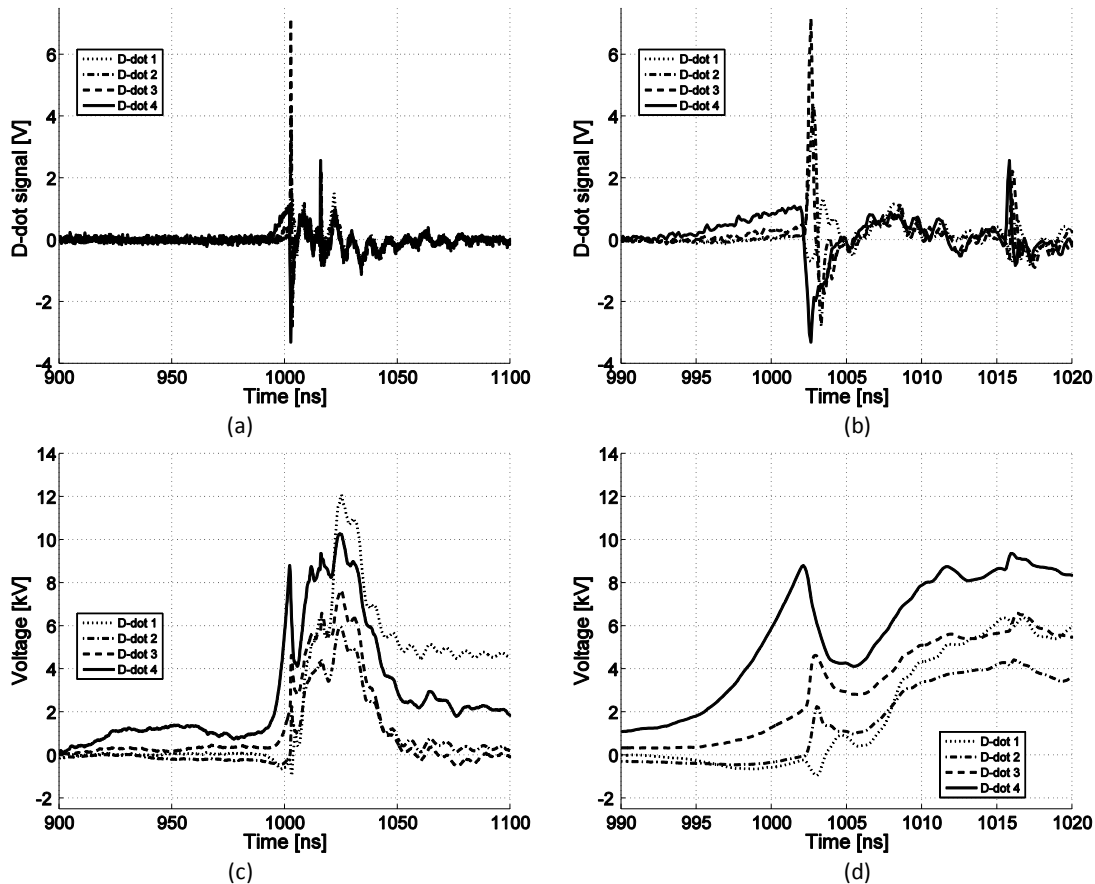 6
4
2
0
-2
-4
D-dot signal [V]
D-dot 1
D-dot 2
D-dot 3
D-dot 4
900 950 1000 1050 1100
Time [ns]
(a)
6
4
2
0
-2
-4
D-dot signal [V]
D-dot 1
D-dot 2
D-dot 3
D-dot 4
990 995 1000 1005 1010 1015 1020
Time [ns]
(b)
14
12
10
8
6
4
2
0
-2
Voltage [kV]
D-dot 1
D-dot 2
D-dot 3
D-dot 4
900 950 1000 1050 1100
Time [ns]
(c)
14
12
10
8
6
4
2
0
-2
Voltage [kV]
D-dot 1
D-dot 2
D-dot 3
D-dot 4
990 995 1000 1005 1010 1015 1020
Time [ns]
(d)